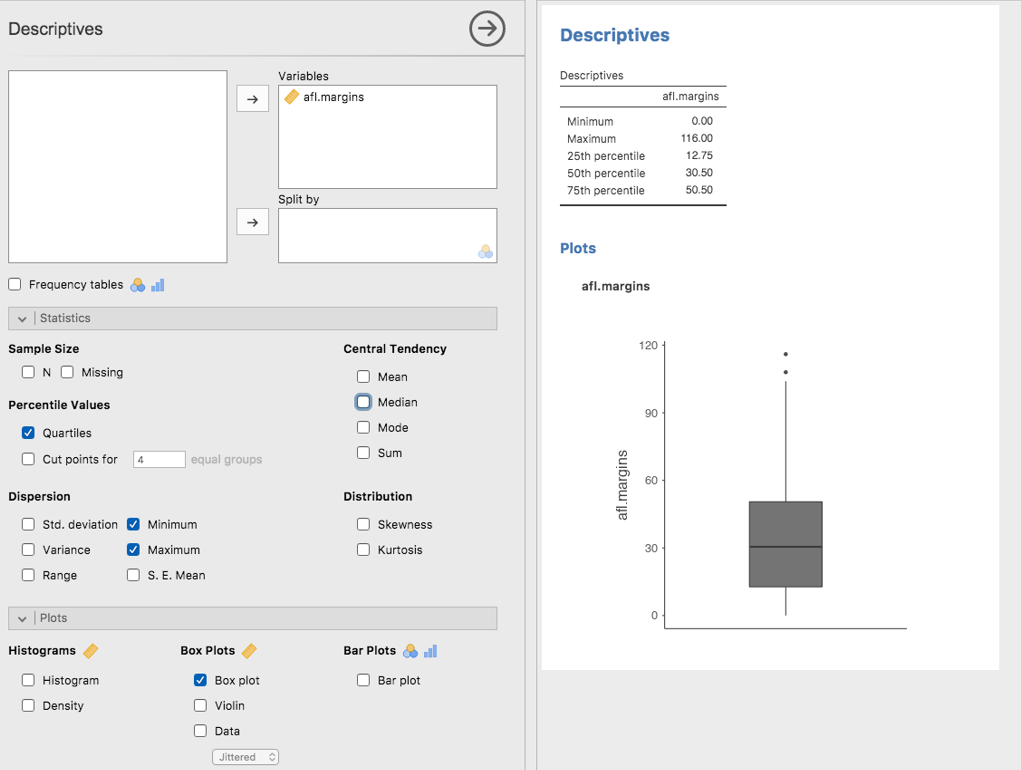 Descriptives
Variables
afl.margins
Split by
Frequency tables
Statistics
Sample Size
N Missing
Percentile Values
Quartiles
Cut points for 4 equal groups
Central Tendency
Mean
Median
Mode
Sum
Dispersion
Std. deviation Minimum
Variance Maximum
Range S. E. Mean
Distribution
Skewness
Kurtosis
Plots
Histograms
Histogram
Density
Box Plots
Box plot
Violin
Data
Jittered
Bar Plots
Bar plot
Descriptives
Descriptives
afl.margins
Minimum 0.00
Maximum 116.00
25th percentile 12.75
50th percentile 30.50
75th percentile 50.50
Plots
afl.margins
120
90
60
30
0
afl.margins